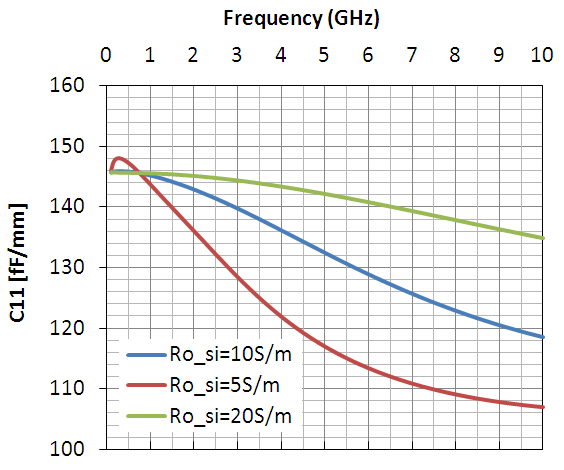 Frequency (GHz)
0 1 2 3 4 5 6 7 8 9 10
160
150
140
130
120
110
100
C11 [fF/mm]
Ro_si=10S/m
Ro_si=5S/m
Ro_si=20S/m